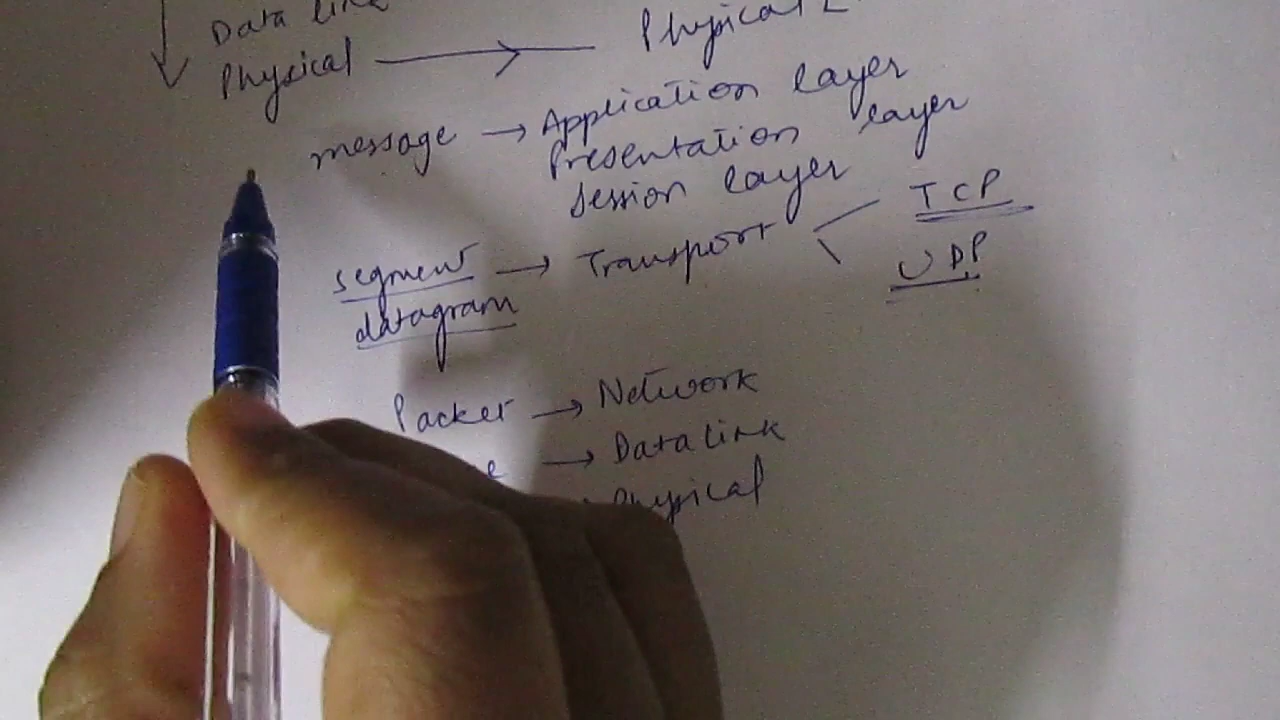 Data link
Physical → Physical L
message → Application layer
Presentation layer
Session layer
segment → Transport TCP
datagram UDP
Packet → Network
→ Data link
Physical